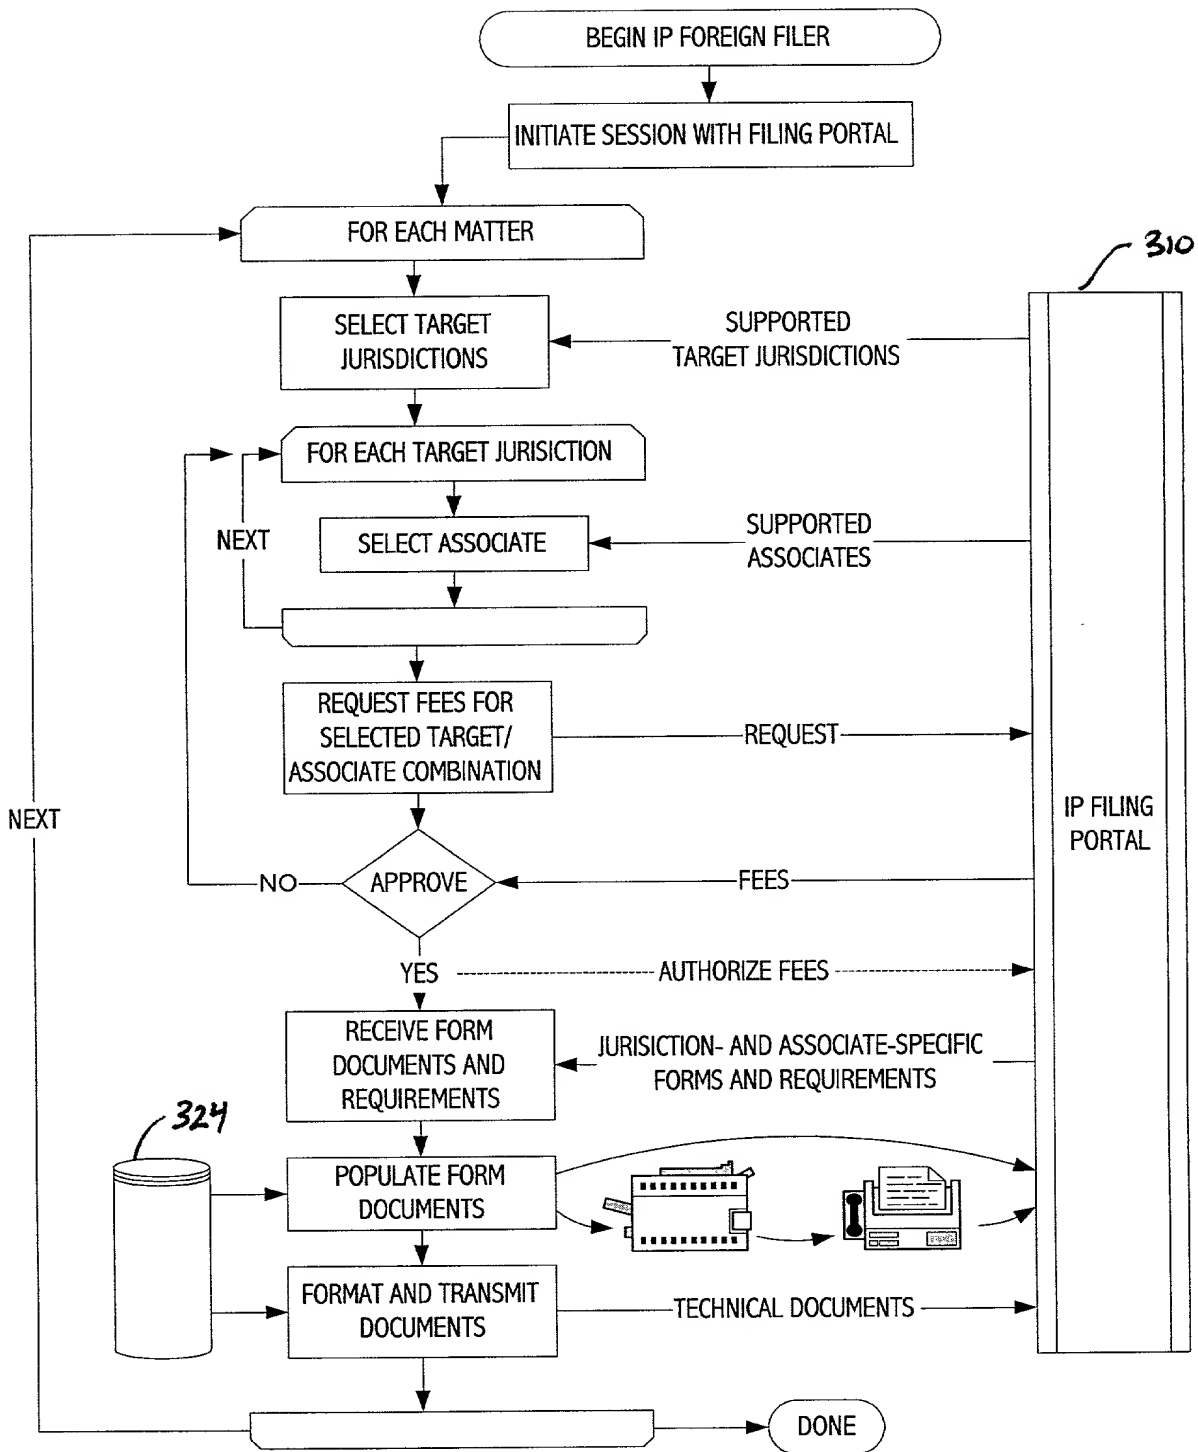 BEGIN IP FOREIGN FILER
INITIATE SESSION WITH FILING PORTAL
FOR EACH MATTER
310
SELECT TARGET
JURISDICTIONS
SUPPORTED
TARGET JURISDICTIONS
FOR EACH TARGET JURISICTION
NEXT
SELECT ASSOCIATE
SUPPORTED
ASSOCIATES
REQUEST FEES FOR
SELECTED TARGET/
ASSOCIATE COMBINATION
REQUEST
NEXT
IP FILING
PORTAL
NO
APPROVE
FEES
YES
AUTHORIZE FEES
RECEIVE FORM
DOCUMENTS AND
REQUIREMENTS
JURISICTION- AND ASSOCIATE-SPECIFIC
FORMS AND REQUIREMENTS
324
POPULATE FORM
DOCUMENTS
FORMAT AND TRANSMIT
DOCUMENTS
TECHNICAL DOCUMENTS
DONE